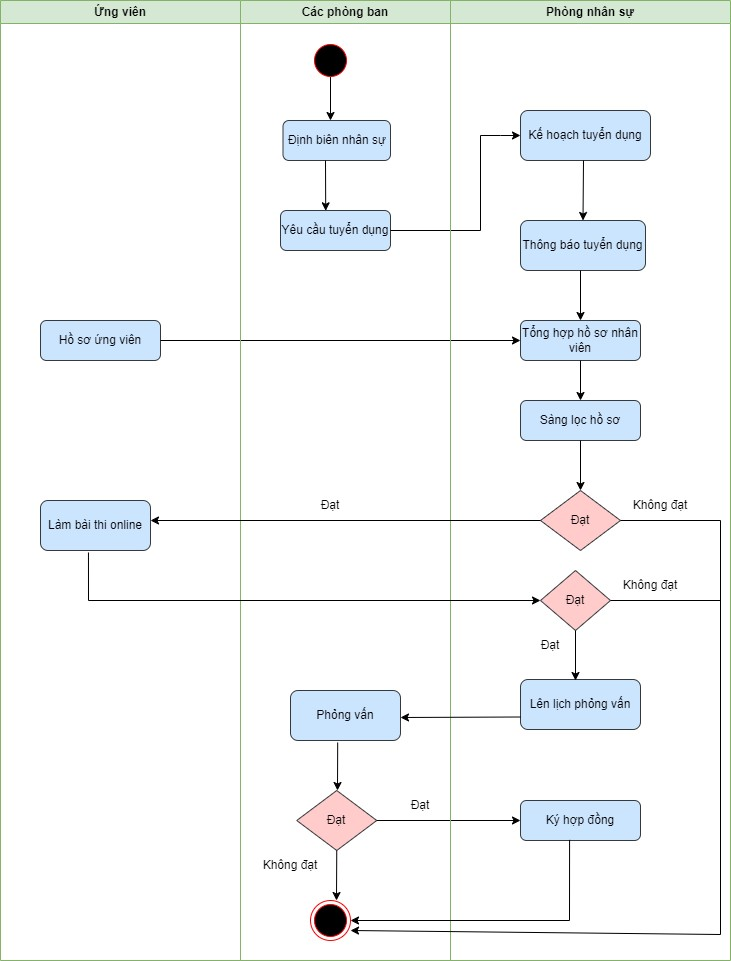 Ứng viên
Các phòng ban
Phòng nhân sự
Định biên nhân sự
Kế hoạch tuyển dụng
Yêu cầu tuyển dụng
Thông báo tuyển dụng
Hồ sơ ứng viên
Tổng hợp hồ sơ nhân
viên
Sàng lọc hồ sơ
Đạt
Đạt
Không đạt
Làm bài thi online
Đạt
Không đạt
Đạt
Lên lịch phỏng vấn
Phỏng vấn
Đạt
Đạt
Ký hợp đồng
Không đạt